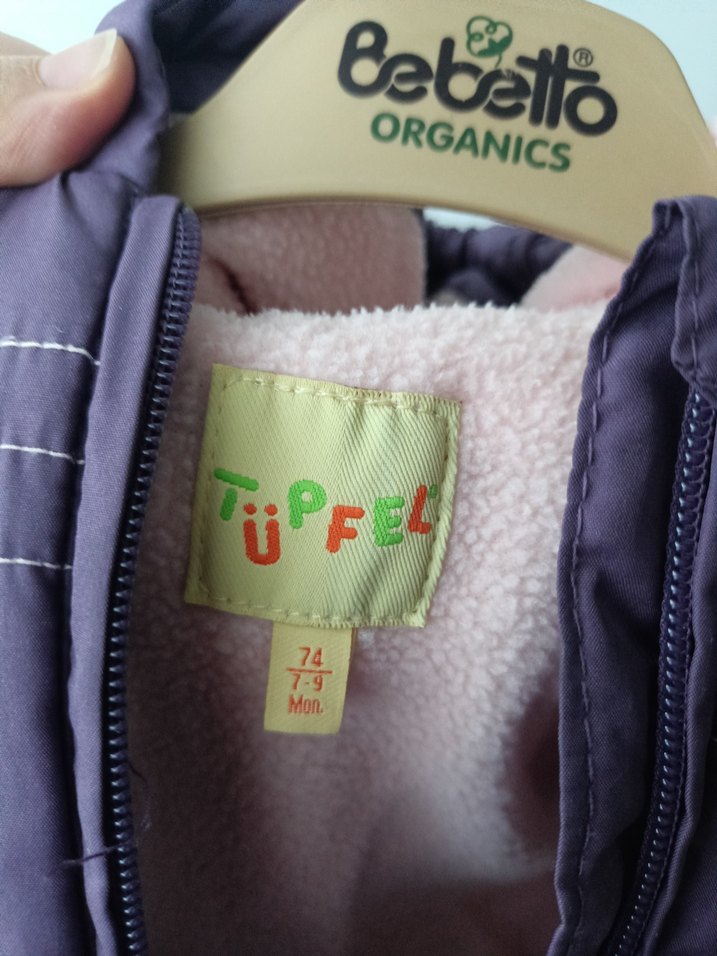 Bebetto®
ORGANICS
TÜPFEL
74
7-9
Mon.